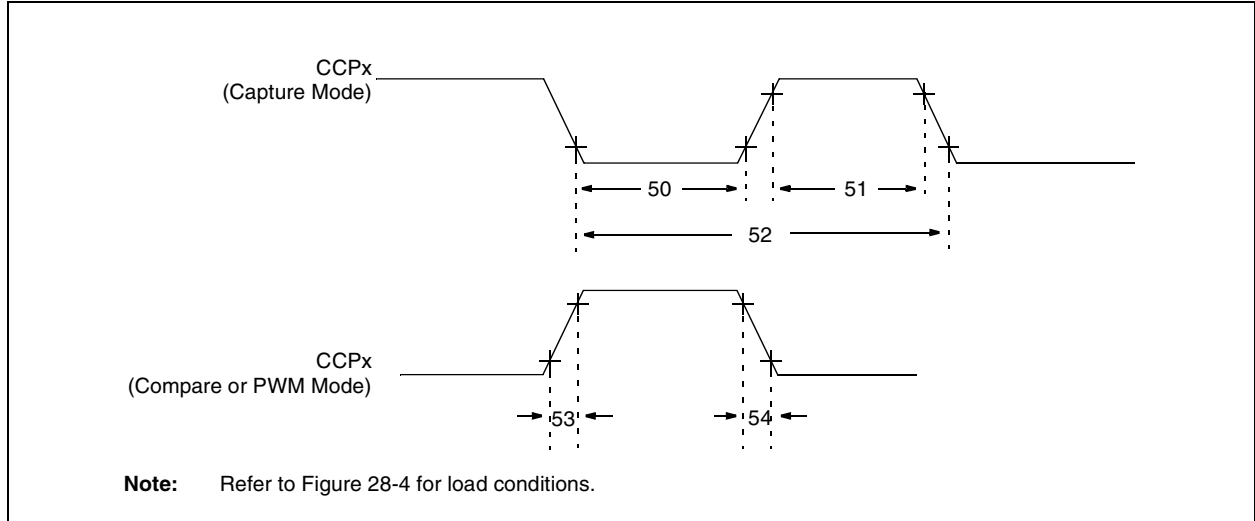 CCPx
(Capture Mode)
50
51
52
CCPx
(Compare or PWM Mode)
53
54
Note: Refer to Figure 28-4 for load conditions.